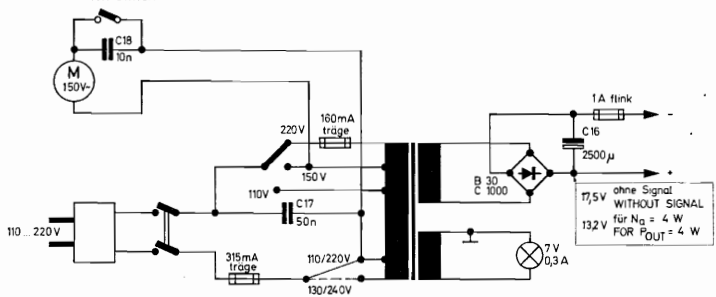 C18
10n
M
150V~
1A flink
160mA
träge
220V
C16
2500µ
150V
B 30
C 1000
110V
17,5V ohne Signal
WITHOUT SIGNAL
13,2V für Na = 4 W
FOR POUT = 4 W
C17
50n
110...220V
315mA
träge
110/220V
7V
0,3A
130/240V